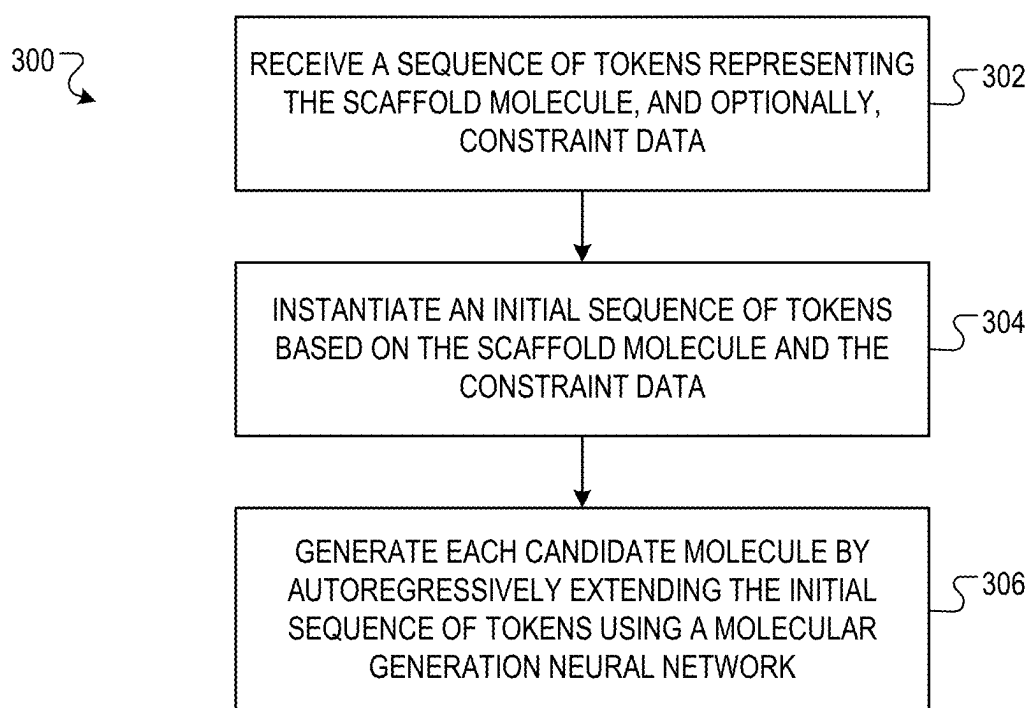 300
RECEIVE A SEQUENCE OF TOKENS REPRESENTING
THE SCAFFOLD MOLECULE, AND OPTIONALLY,
CONSTRAINT DATA
302
INSTANTIATE AN INITIAL SEQUENCE OF TOKENS
BASED ON THE SCAFFOLD MOLECULE AND THE
CONSTRAINT DATA
304
GENERATE EACH CANDIDATE MOLECULE BY
AUTOREGRESSIVELY EXTENDING THE INITIAL
SEQUENCE OF TOKENS USING A MOLECULAR
GENERATION NEURAL NETWORK
306